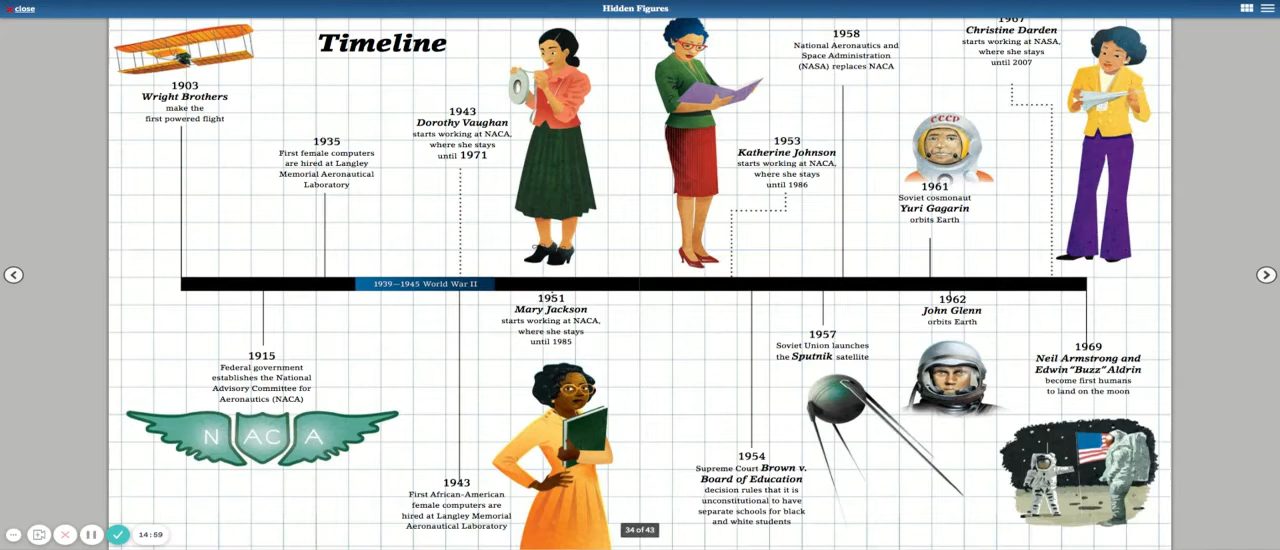 close
Hidden Figures
Timeline
1903
Wright Brothers
make the
first powered flight
1935
First female computers
are hired at Langley
Memorial Aeronautical
Laboratory
1943
Dorothy Vaughan
starts working at NACA,
where she stays
until 1971
1953
Katherine Johnson
starts working at NACA,
where she stays
until 1986
1958
National Aeronautics and
Space Administration
(NASA) replaces NACA
CCCP
1961
Soviet cosmonaut
Yuri Gagarin
orbits Earth
1967
Christine Darden
starts working at NASA,
where she stays
until 2007
1939–1945 World War II
1915
Federal government
establishes the National
Advisory Committee for
Aeronautics (NACA)
NACA
1943
First African-American
female computers are
hired at Langley Memorial
Aeronautical Laboratory
1951
Mary Jackson
starts working at NACA,
where she stays
until 1985
1954
Supreme Court Brown v.
Board of Education
decision rules that it is
unconstitutional to have
separate schools for black
and white students
1957
Soviet Union launches
the Sputnik satellite
1962
John Glenn
orbits Earth
1969
Neil Armstrong and
Edwin "Buzz" Aldrin
become first humans
to land on the moon
34 of 43
14:59